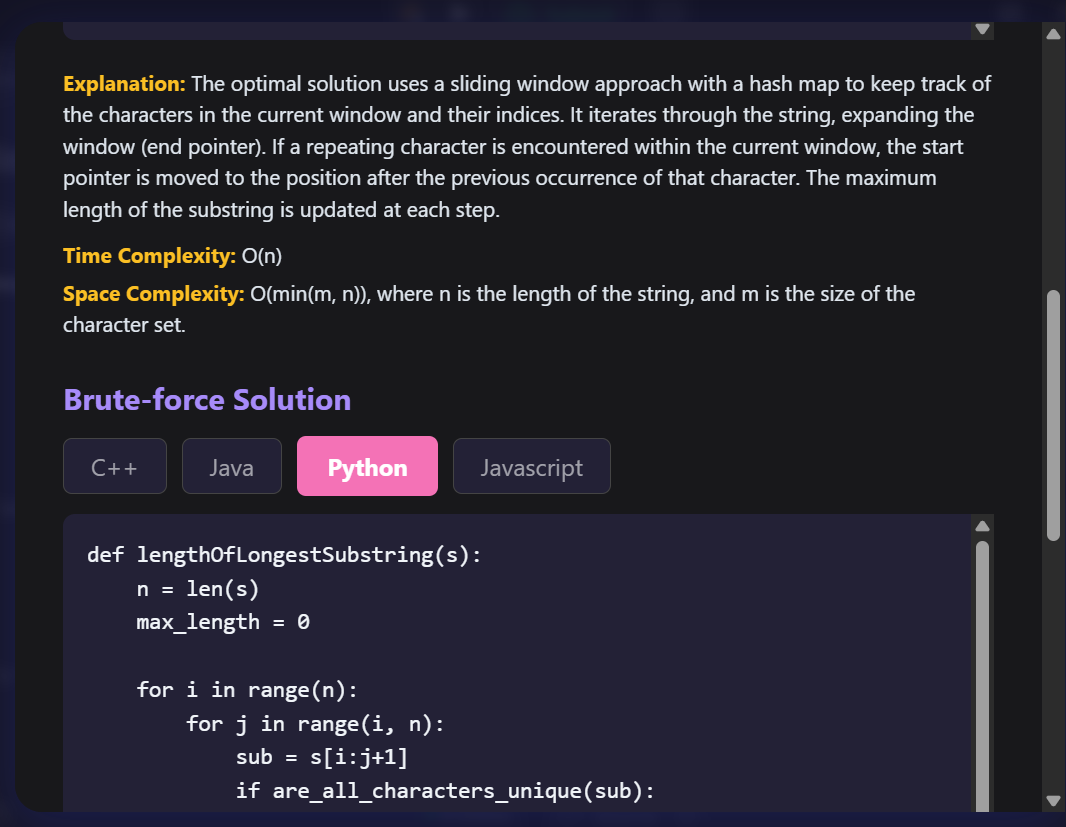 Explanation: The optimal solution uses a sliding window approach with a hash map to keep track of
the characters in the current window and their indices. It iterates through the string, expanding the
window (end pointer). If a repeating character is encountered within the current window, the start
pointer is moved to the position after the previous occurrence of that character. The maximum
length of the substring is updated at each step.
Time Complexity: O(n)
Space Complexity: O(min(m, n)), where n is the length of the string, and m is the size of the
character set.
Brute-force Solution
C++ Java Python Javascript
def lengthOfLongestSubstring(s):
    n = len(s)
    max_length = 0
    for i in range(n):
        for j in range(i, n):
            sub = s[i:j+1]
            if are_all_characters_unique(sub):